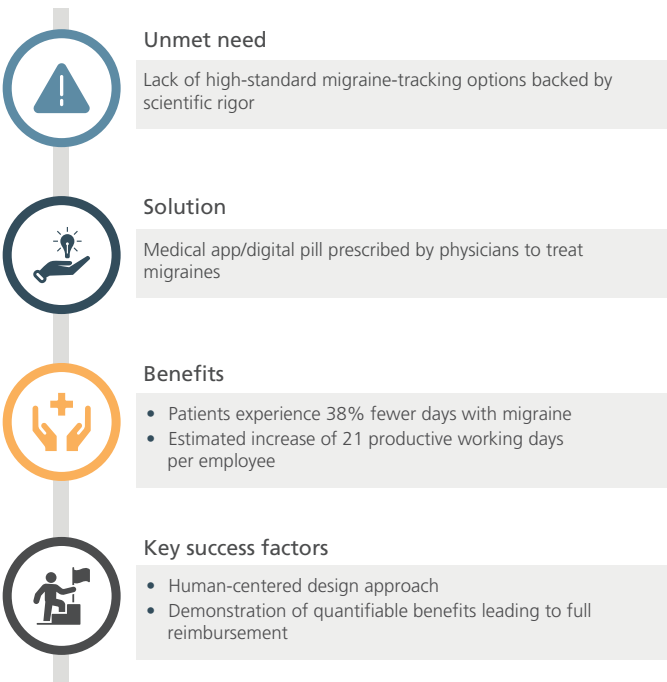 Unmet need
Lack of high-standard migraine-tracking options backed by
scientific rigor
Solution
Medical app/digital pill prescribed by physicians to treat
migraines
Benefits
• Patients experience 38% fewer days with migraine
• Estimated increase of 21 productive working days
per employee
Key success factors
• Human-centered design approach
• Demonstration of quantifiable benefits leading to full
reimbursement